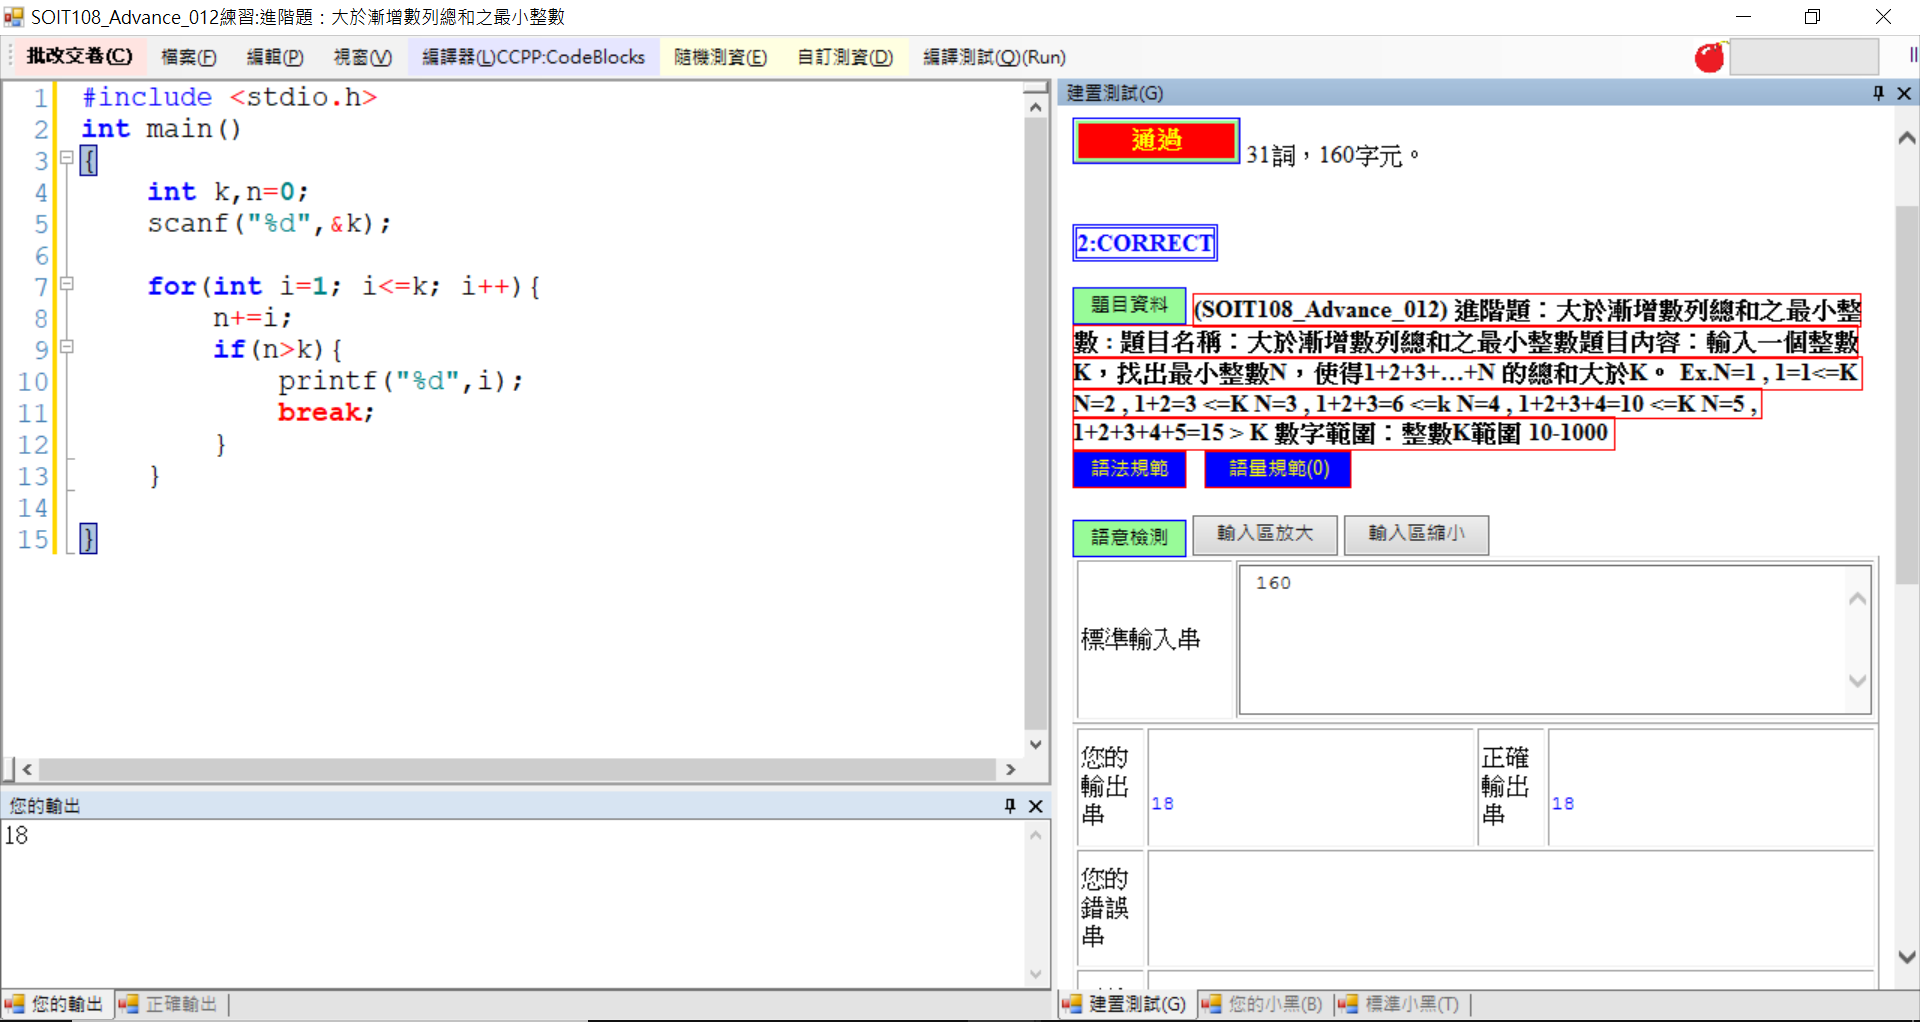 SOIT108_Advance_012練習:進階題：大於漸增數列總和之最小整數
批改交卷(C) 檔案(F) 編輯(P) 視窗(V) 編譯器(L)CCPP:CodeBlocks 隨機測資(E) 自訂測資(D) 編譯測試(Q)(Run)
1 #include <stdio.h>
2 int main()
3 {
4 int k,n=0;
5 scanf("%d",&k);
6
7 for(int i=1; i<=k; i++){
8 n+=i;
9 if(n>k){
10 printf("%d",i);
11 break;
12 }
13 }
14
15 }
您的輸出
18
您的輸出 正確輸出
建置測試(G)
通過 31詞，160字元。
2:CORRECT
題目資料 (SOIT108_Advance_012) 進階題：大於漸增數列總和之最小整
數：題目名稱：大於漸增數列總和之最小整數題目內容：輸入一個整數
K，找出最小整數N，使得1+2+3+…+N 的總和大於K。 Ex.N=1 , 1=1<=K
N=2 , 1+2=3 <=K N=3 , 1+2+3=6 <=k N=4 , 1+2+3+4=10 <=K N=5 ,
1+2+3+4+5=15 > K 數字範圍：整數K範圍 10-1000
語法規範 語量規範(0)
語意檢測 輸入區放大 輸入區縮小
標準輸入串
160
您的
輸出
串
18
正確
輸出
串
18
您的
錯誤
串
建置測試(G) 您的小黑(B) 標準小黑(T)